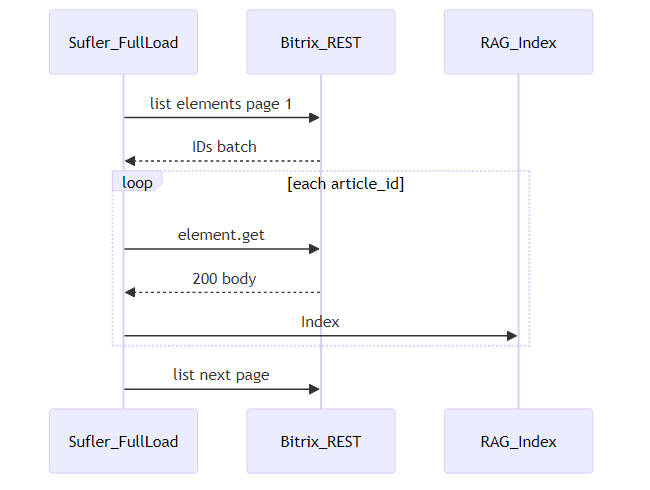 Sufler_FullLoad
Bitrix_REST
RAG_Index
list elements page 1
IDs batch
loop
[each article_id]
element.get
200 body
Index
list next page
Sufler_FullLoad
Bitrix_REST
RAG_Index